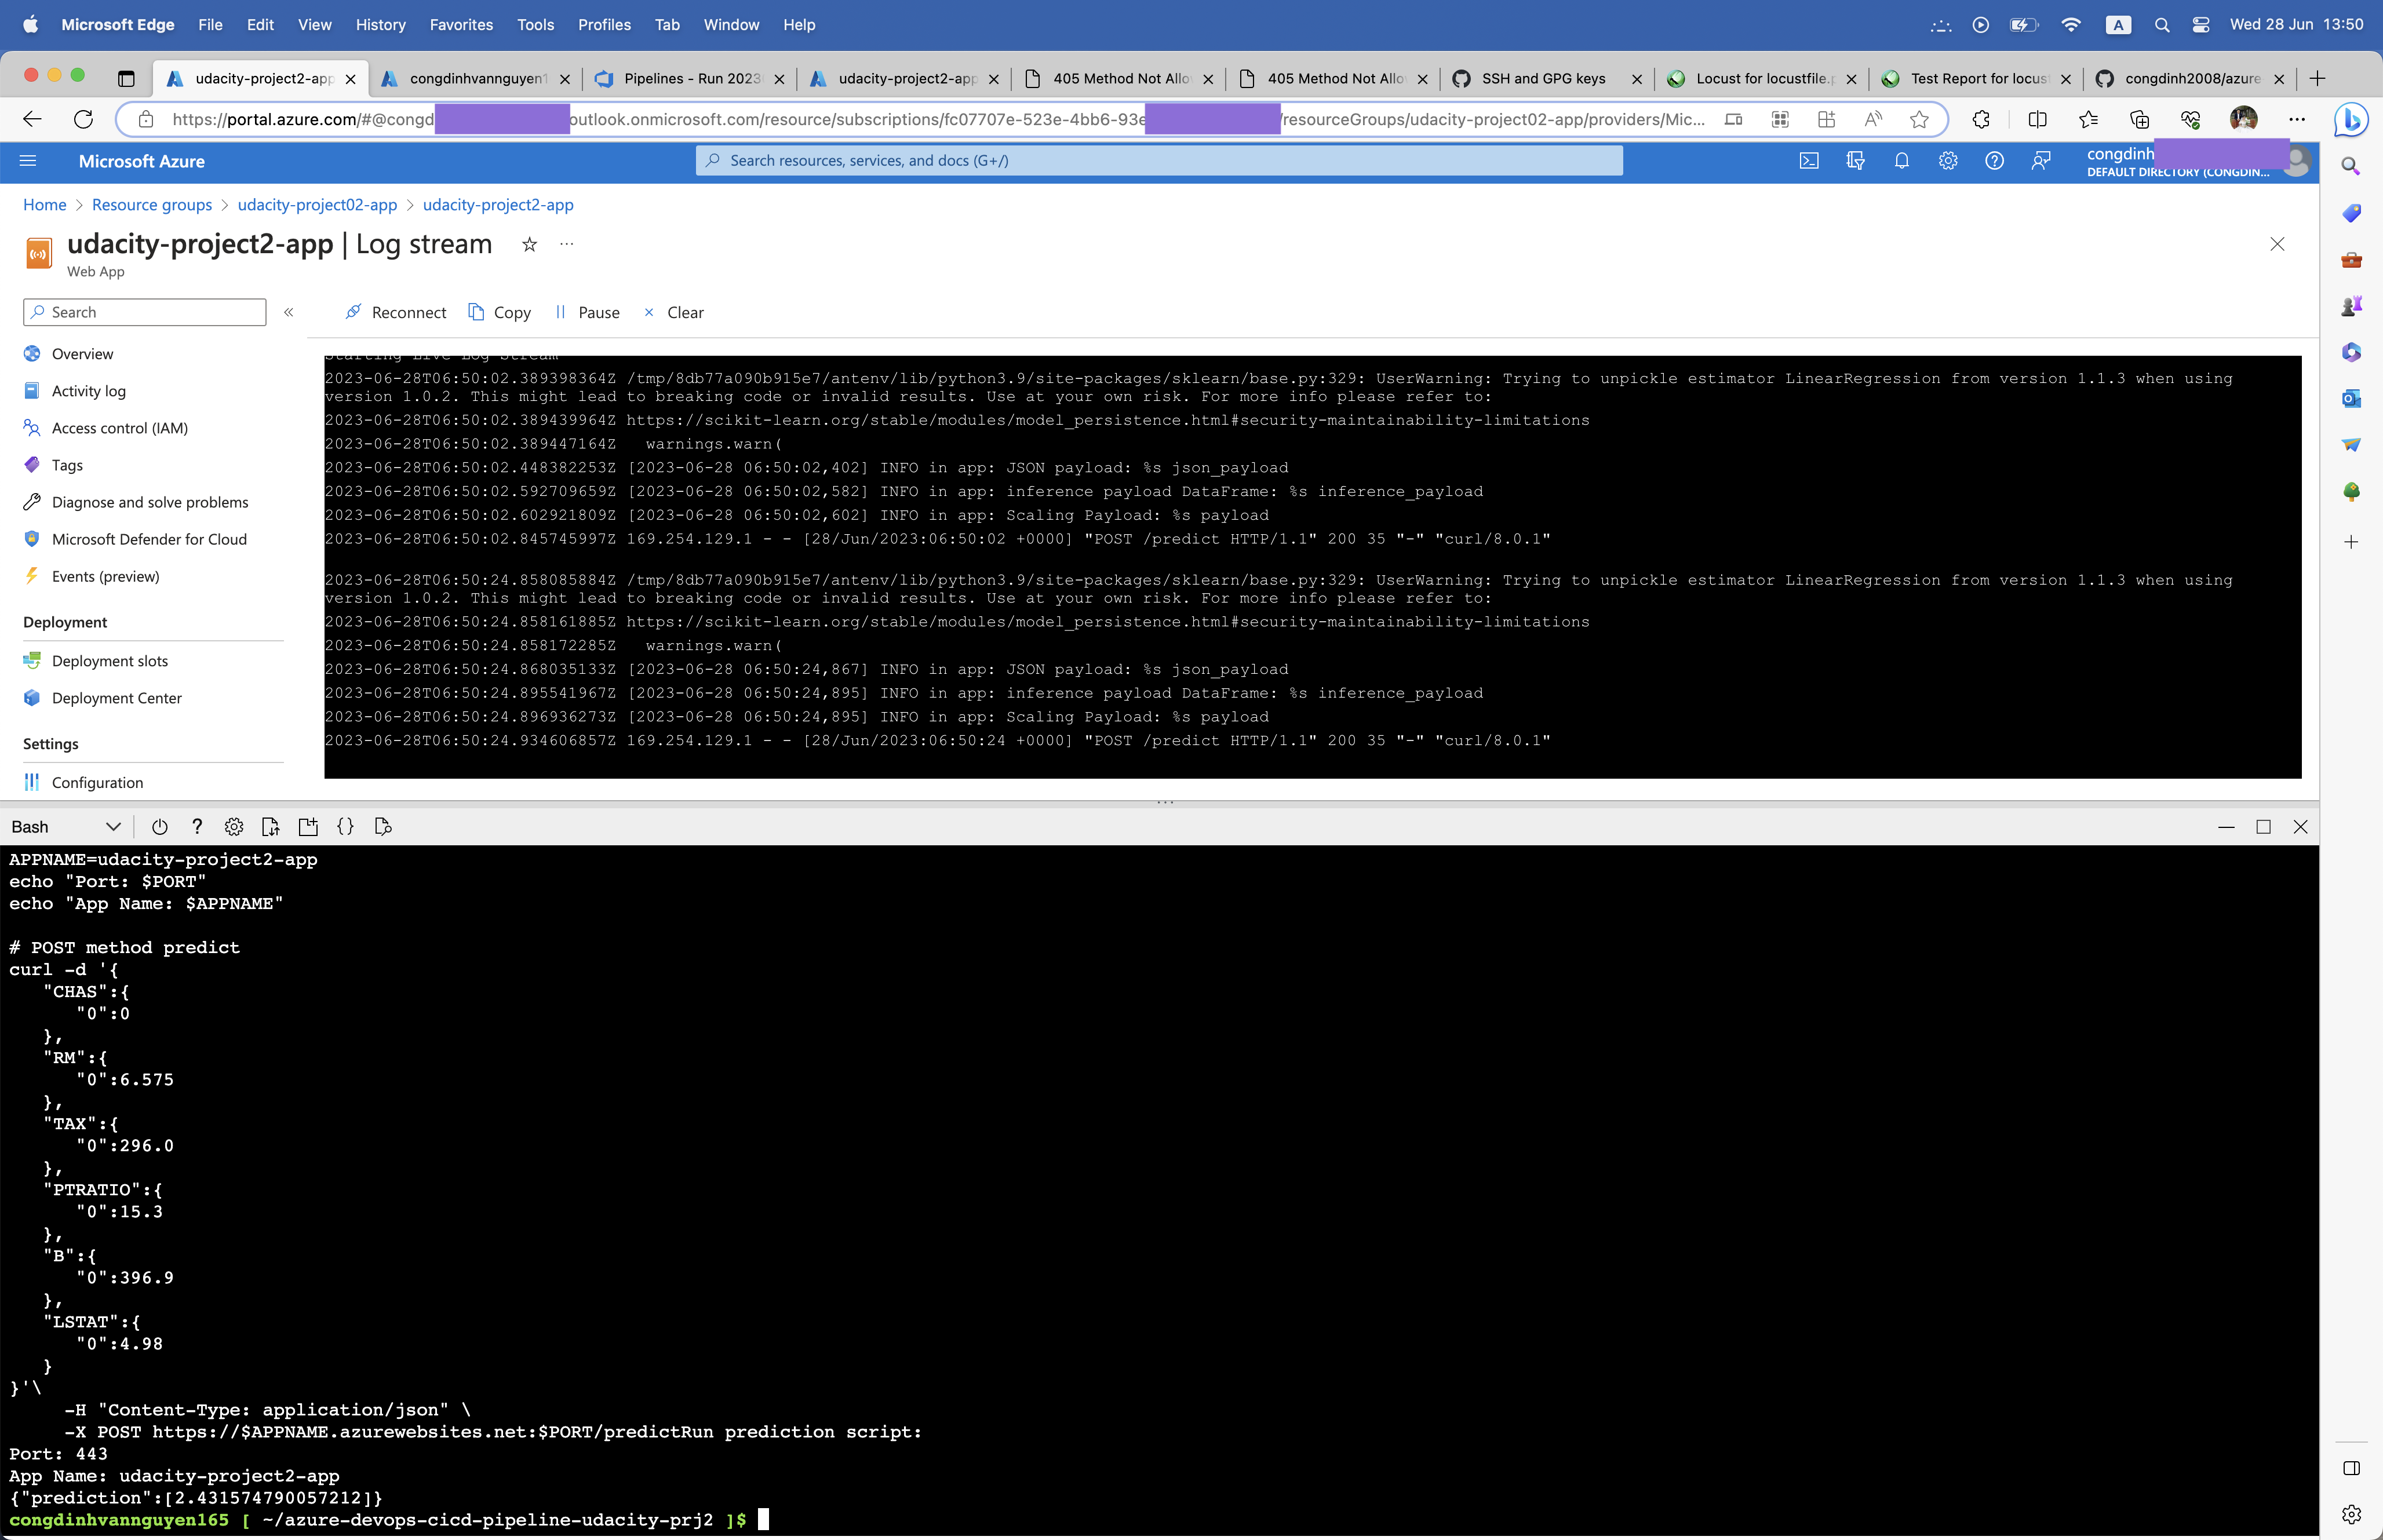 Microsoft Edge File Edit View History Favorites Tools Profiles Tab Window Help A Wed 28 Jun 13:50
udacity-project2-app congdinhvannguyen1 Pipelines - Run 2023 udacity-project2-app 405 Method Not Allo 405 Method Not Allo SSH and GPG keys Locust for locustfile.p Test Report for locust congdinh2008/azure
https://portal.azure.com/#@congd outlook.onmicrosoft.com/resource/subscriptions/fc07707e-523e-4bb6-93e /resourceGroups/udacity-project02-app/providers/Mic...
Microsoft Azure
Search resources, services, and docs (G+/)
congdinh
DEFAULT DIRECTORY (CONGDIN...
Home > Resource groups > udacity-project02-app > udacity-project2-app
udacity-project2-app | Log stream
Web App
Search
Reconnect Copy Pause Clear
Overview
Activity log
Access control (IAM)
Tags
Diagnose and solve problems
Microsoft Defender for Cloud
Events (preview)
Deployment
Deployment slots
Deployment Center
Settings
Configuration
Starting Live Log Stream
2023-06-28T06:50:02.389398364Z /tmp/8db77a090b915e7/antenv/lib/python3.9/site-packages/sklearn/base.py:329: UserWarning: Trying to unpickle estimator LinearRegression from version 1.1.3 when using
version 1.0.2. This might lead to breaking code or invalid results. Use at your own risk. For more info please refer to:
2023-06-28T06:50:02.389439964Z https://scikit-learn.org/stable/modules/model_persistence.html#security-maintainability-limitations
2023-06-28T06:50:02.389447164Z   warnings.warn(
2023-06-28T06:50:02.448382253Z [2023-06-28 06:50:02,402] INFO in app: JSON payload: %s json_payload
2023-06-28T06:50:02.592709659Z [2023-06-28 06:50:02,582] INFO in app: inference payload DataFrame: %s inference_payload
2023-06-28T06:50:02.602921809Z [2023-06-28 06:50:02,602] INFO in app: Scaling Payload: %s payload
2023-06-28T06:50:02.845745997Z 169.254.129.1 - - [28/Jun/2023:06:50:02 +0000] "POST /predict HTTP/1.1" 200 35 "-" "curl/8.0.1"
2023-06-28T06:50:24.858085884Z /tmp/8db77a090b915e7/antenv/lib/python3.9/site-packages/sklearn/base.py:329: UserWarning: Trying to unpickle estimator LinearRegression from version 1.1.3 when using
version 1.0.2. This might lead to breaking code or invalid results. Use at your own risk. For more info please refer to:
2023-06-28T06:50:24.858161885Z https://scikit-learn.org/stable/modules/model_persistence.html#security-maintainability-limitations
2023-06-28T06:50:24.858172285Z   warnings.warn(
2023-06-28T06:50:24.868035133Z [2023-06-28 06:50:24,867] INFO in app: JSON payload: %s json_payload
2023-06-28T06:50:24.895541967Z [2023-06-28 06:50:24,895] INFO in app: inference payload DataFrame: %s inference_payload
2023-06-28T06:50:24.896936273Z [2023-06-28 06:50:24,895] INFO in app: Scaling Payload: %s payload
2023-06-28T06:50:24.934606857Z 169.254.129.1 - - [28/Jun/2023:06:50:24 +0000] "POST /predict HTTP/1.1" 200 35 "-" "curl/8.0.1"
Bash
APPNAME=udacity-project2-app
echo "Port: $PORT"
echo "App Name: $APPNAME"
# POST method predict
curl -d '{
"CHAS":{
"0":0
},
"RM":{
"0":6.575
},
"TAX":{
"0":296.0
},
"PTRATIO":{
"0":15.3
},
"B":{
"0":396.9
},
"LSTAT":{
"0":4.98
}
}'\
-H "Content-Type: application/json" \
-X POST https://$APPNAME.azurewebsites.net:$PORT/predictRun prediction script:
Port: 443
App Name: udacity-project2-app
{"prediction":[2.431574790057212]}
congdinhvannguyen165 [ ~/azure-devops-cicd-pipeline-udacity-prj2 ]$